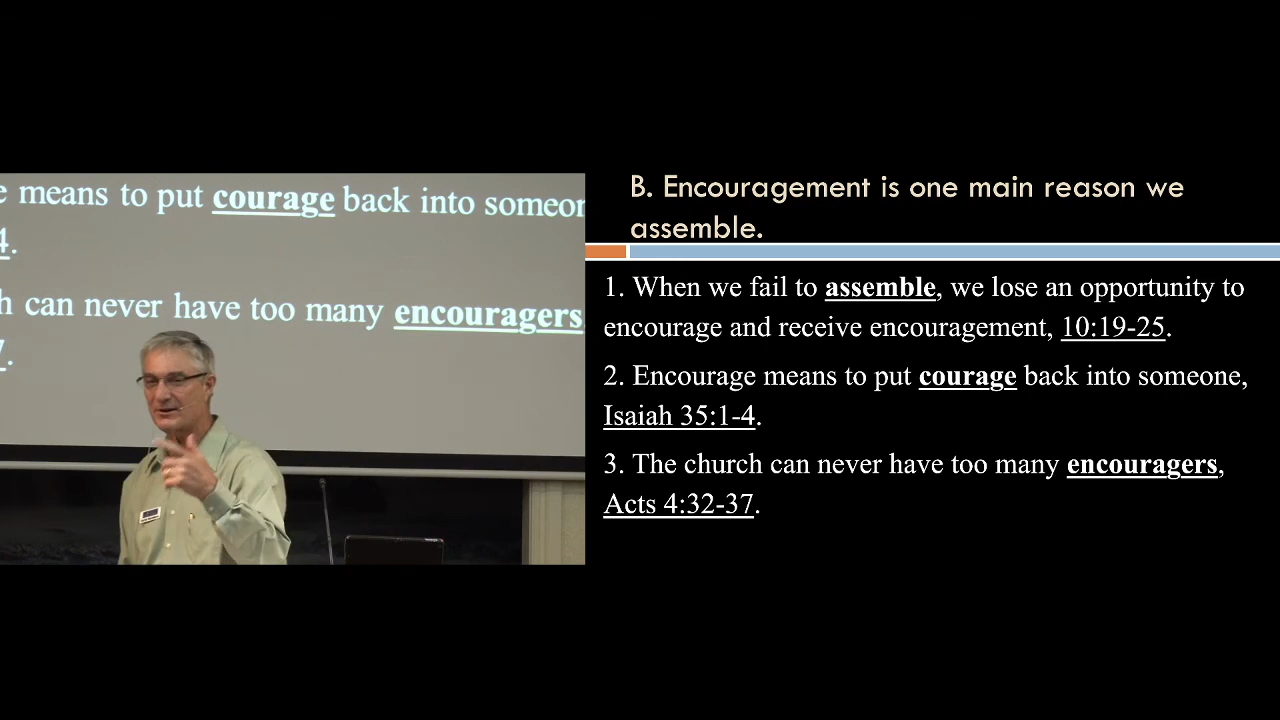 e means to put courage back into someon
4.
h can never have too many encouragers
7.
B. Encouragement is one main reason we
assemble.
1. When we fail to assemble, we lose an opportunity to
encourage and receive encouragement, 10:19-25.
2. Encourage means to put courage back into someone,
Isaiah 35:1-4.
3. The church can never have too many encouragers,
Acts 4:32-37.